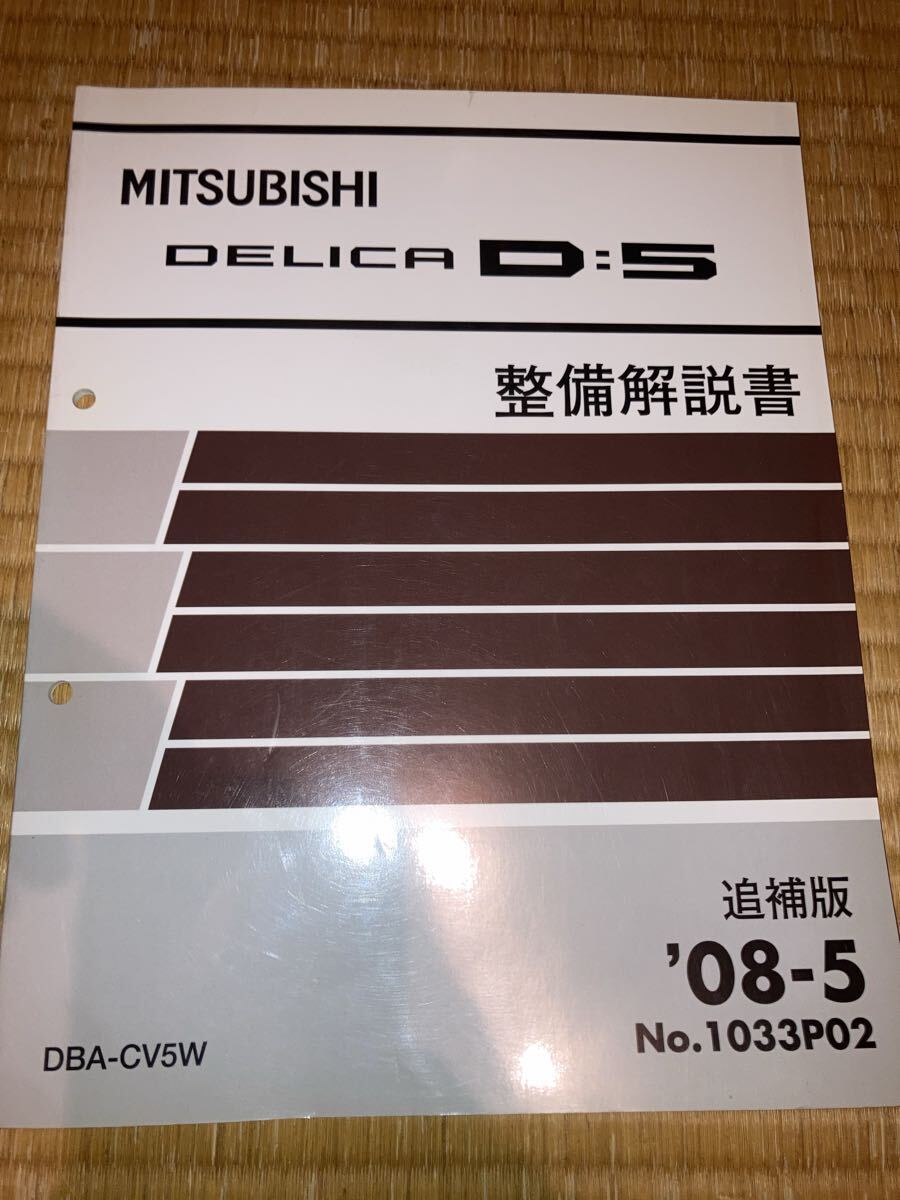 MITSUBISHI
DELICA D:5
整備解説書
追補版
'08-5
No.1033P02
DBA-CV5W